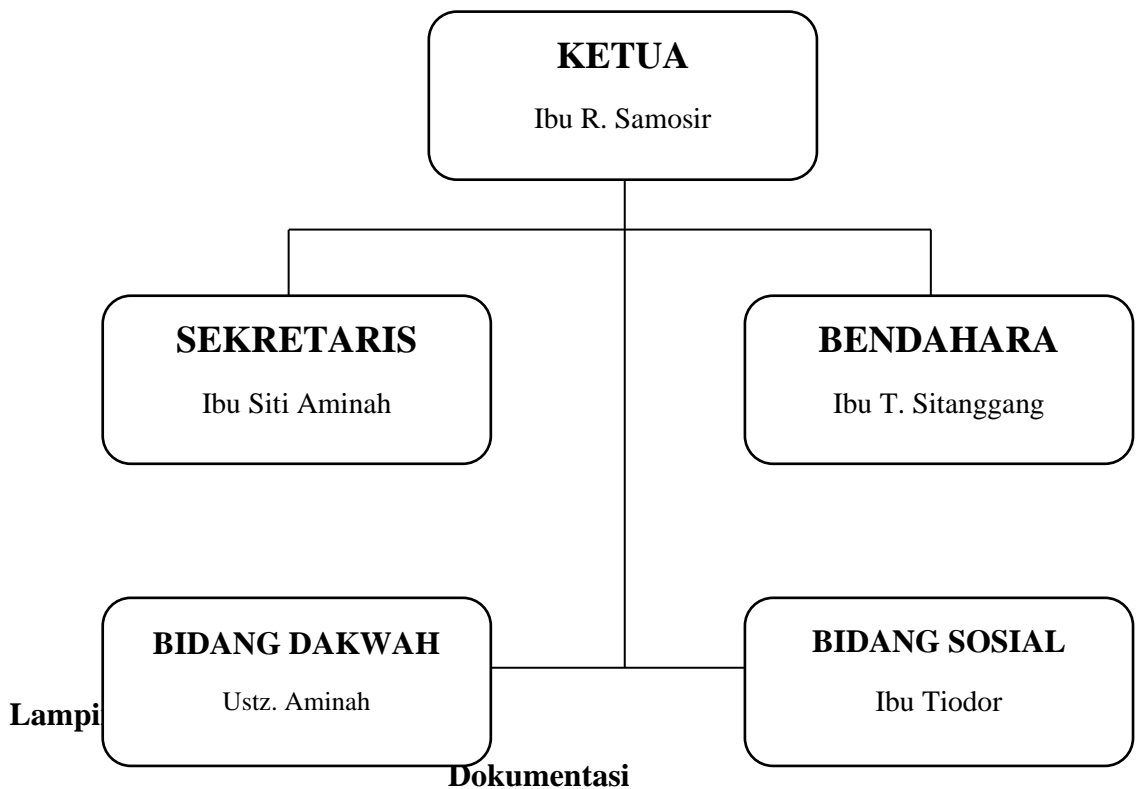 KETUA
Ibu R. Samosir
SEKRETARIS
Ibu Siti Aminah
BENDAHARA
Ibu T. Sitanggang
BIDANG DAKWAH
Ustz. Aminah
BIDANG SOSIAL
Ibu Tiodor
Dokumentasi